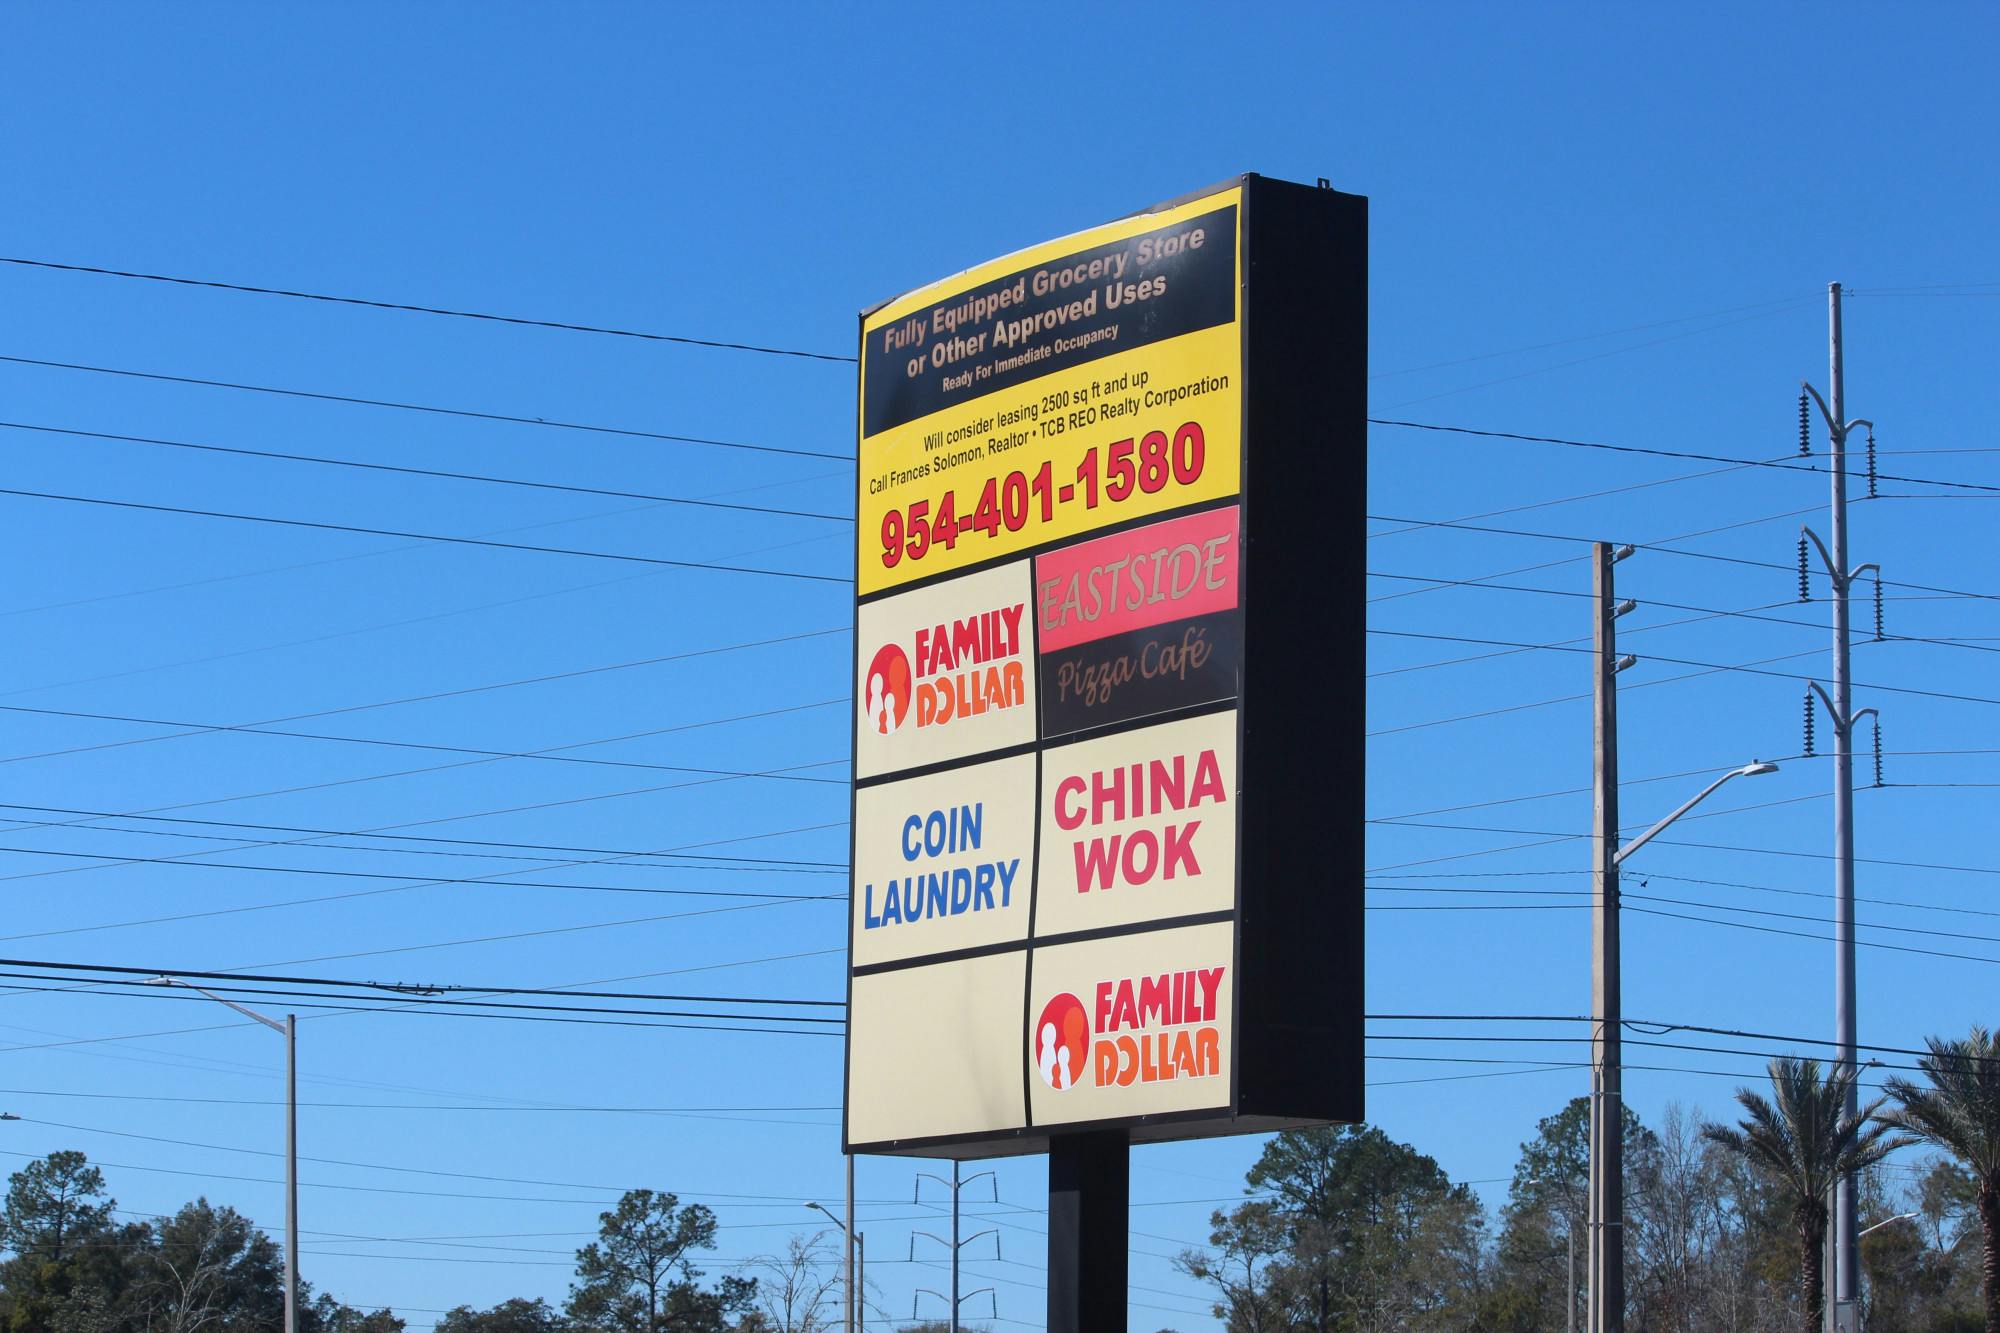 Fully Equipped Grocery Store
or Other Approved Uses
Ready For Immediate Occupancy
Will consider leasing 2500 sq ft and up
Call Frances Solomon, Realtor • TCB REO Realty Corporation
954-401-1580
FAMILY
DOLLAR
EASTSIDE
Pizza Café
COIN
LAUNDRY
CHINA
WOK
FAMILY
DOLLAR